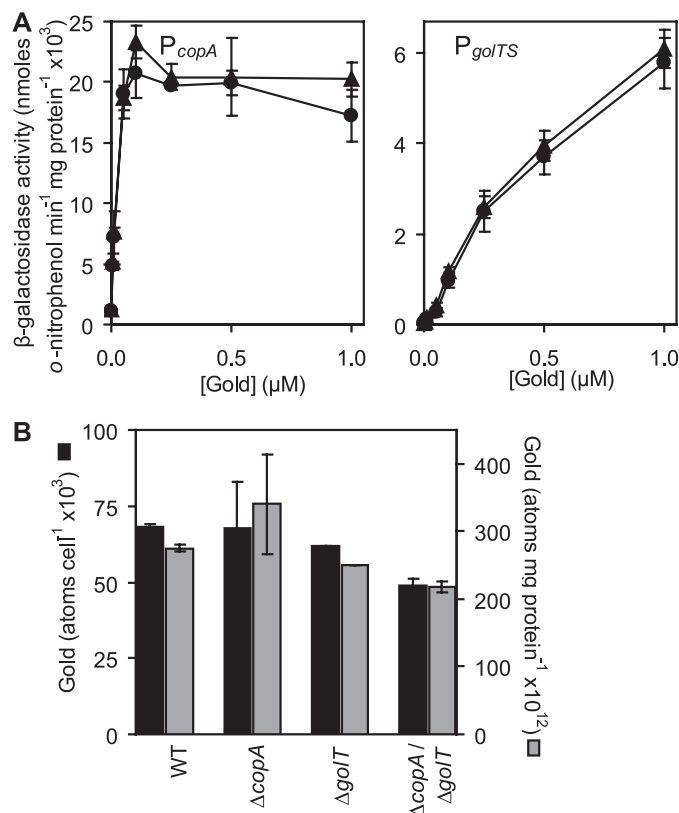 A
β-galactosidase activity (nmoles
o-nitrophenol min⁻¹ mg protein⁻¹ x10³)
25
20
15
10
5
0
P copA
0.0
0.5
1.0
[Gold] (µM)
P golTS
6
4
2
0
0.0
0.5
1.0
[Gold] (µM)
B
Gold (atoms cell⁻¹ x10³)
100
75
50
25
0
WT
ΔcopA
ΔgolT
ΔcopA /
ΔgolT
400
300
200
100
0
Gold (atoms mg protein⁻¹ x10¹²)